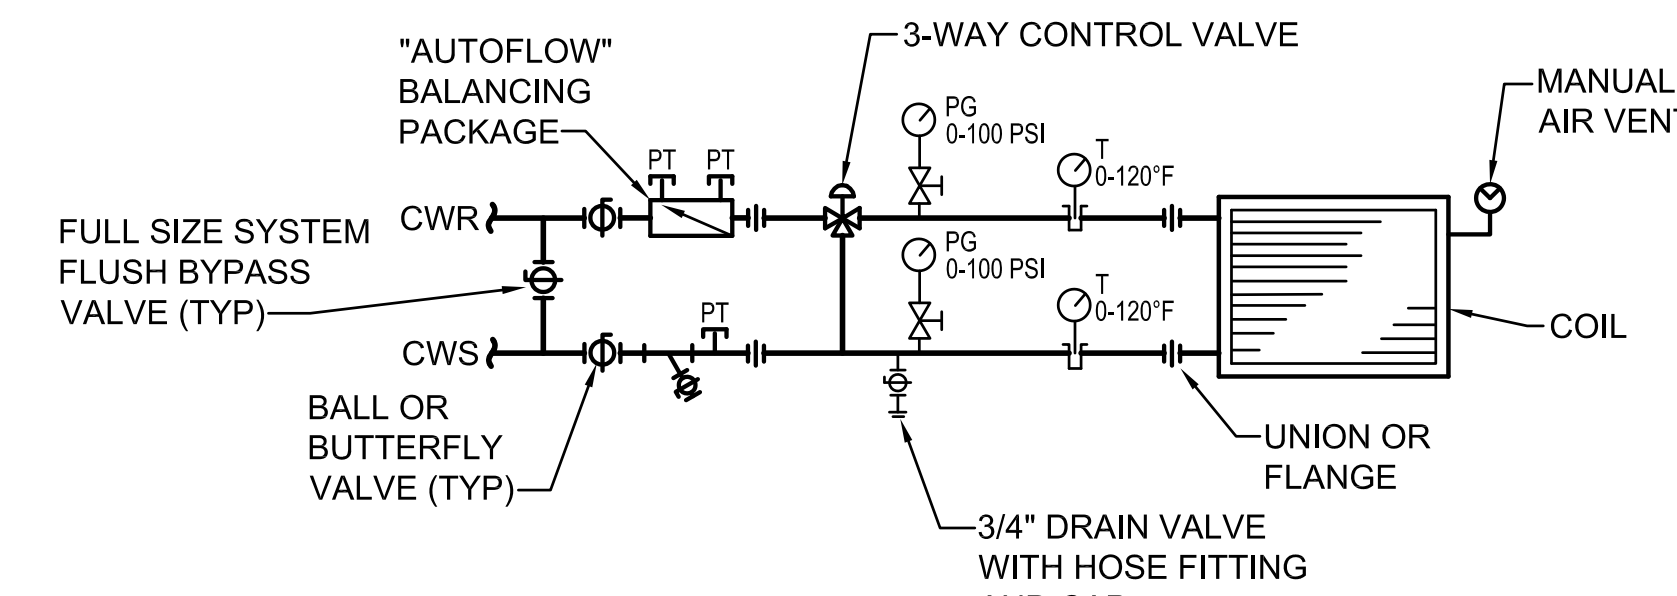 "AUTOFLOW"
BALANCING
PACKAGE
3-WAY CONTROL VALVE
MANUAL
AIR VENT
PG
0-100 PSI
T
0-120°F
PT PT
CWR
FULL SIZE SYSTEM
FLUSH BYPASS
VALVE (TYP)
PG
0-100 PSI
T
0-120°F
PT
CWS
COIL
BALL OR
BUTTERFLY
VALVE (TYP)
UNION OR
FLANGE
3/4" DRAIN VALVE
WITH HOSE FITTING